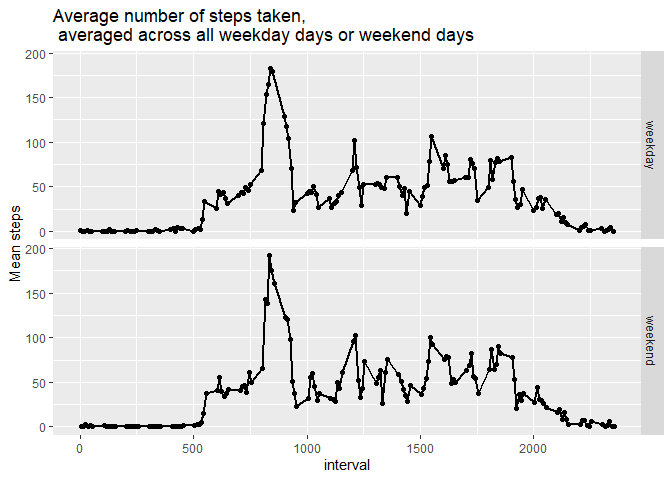 Average number of steps taken,
averaged across all weekday days or weekend days
Mean steps
200
150
100
50
0
weekday
200
150
100
50
0
weekend
0
500
1000
1500
2000
interval